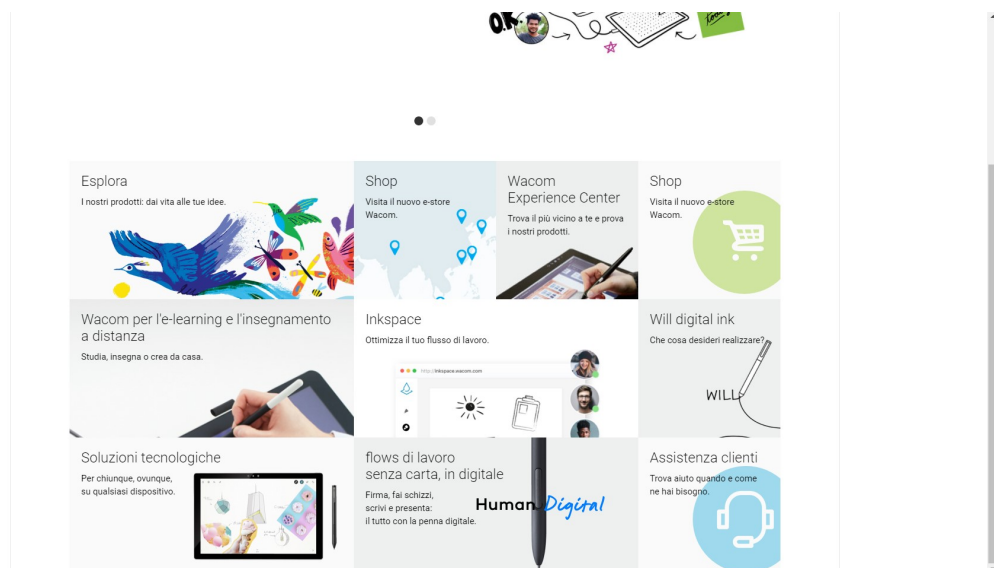 O.K.
Esplora
I nostri prodotti: dai vita alle tue idee.
Shop
Visita il nuovo e-store
Wacom.
Wacom
Experience Center
Trova il più vicino a te e prova
i nostri prodotti.
Shop
Visita il nuovo e-store
Wacom.
Wacom per l'e-learning e l'insegnamento
a distanza
Studia, insegna o crea da casa.
Inkspace
Ottimizza il tuo flusso di lavoro.
http://inkspace.wacom.com
Will digital ink
Che cosa desideri realizzare?
WILL
Soluzioni tecnologiche
Per chiunque, ovunque,
su qualsiasi dispositivo.
flows di lavoro
senza carta, in digitale
Firma, fai schizzi,
scrivi e presenta:
il tutto con la penna digitale.
Human Digital
Assistenza clienti
Trova aiuto quando e come
ne hai bisogno.